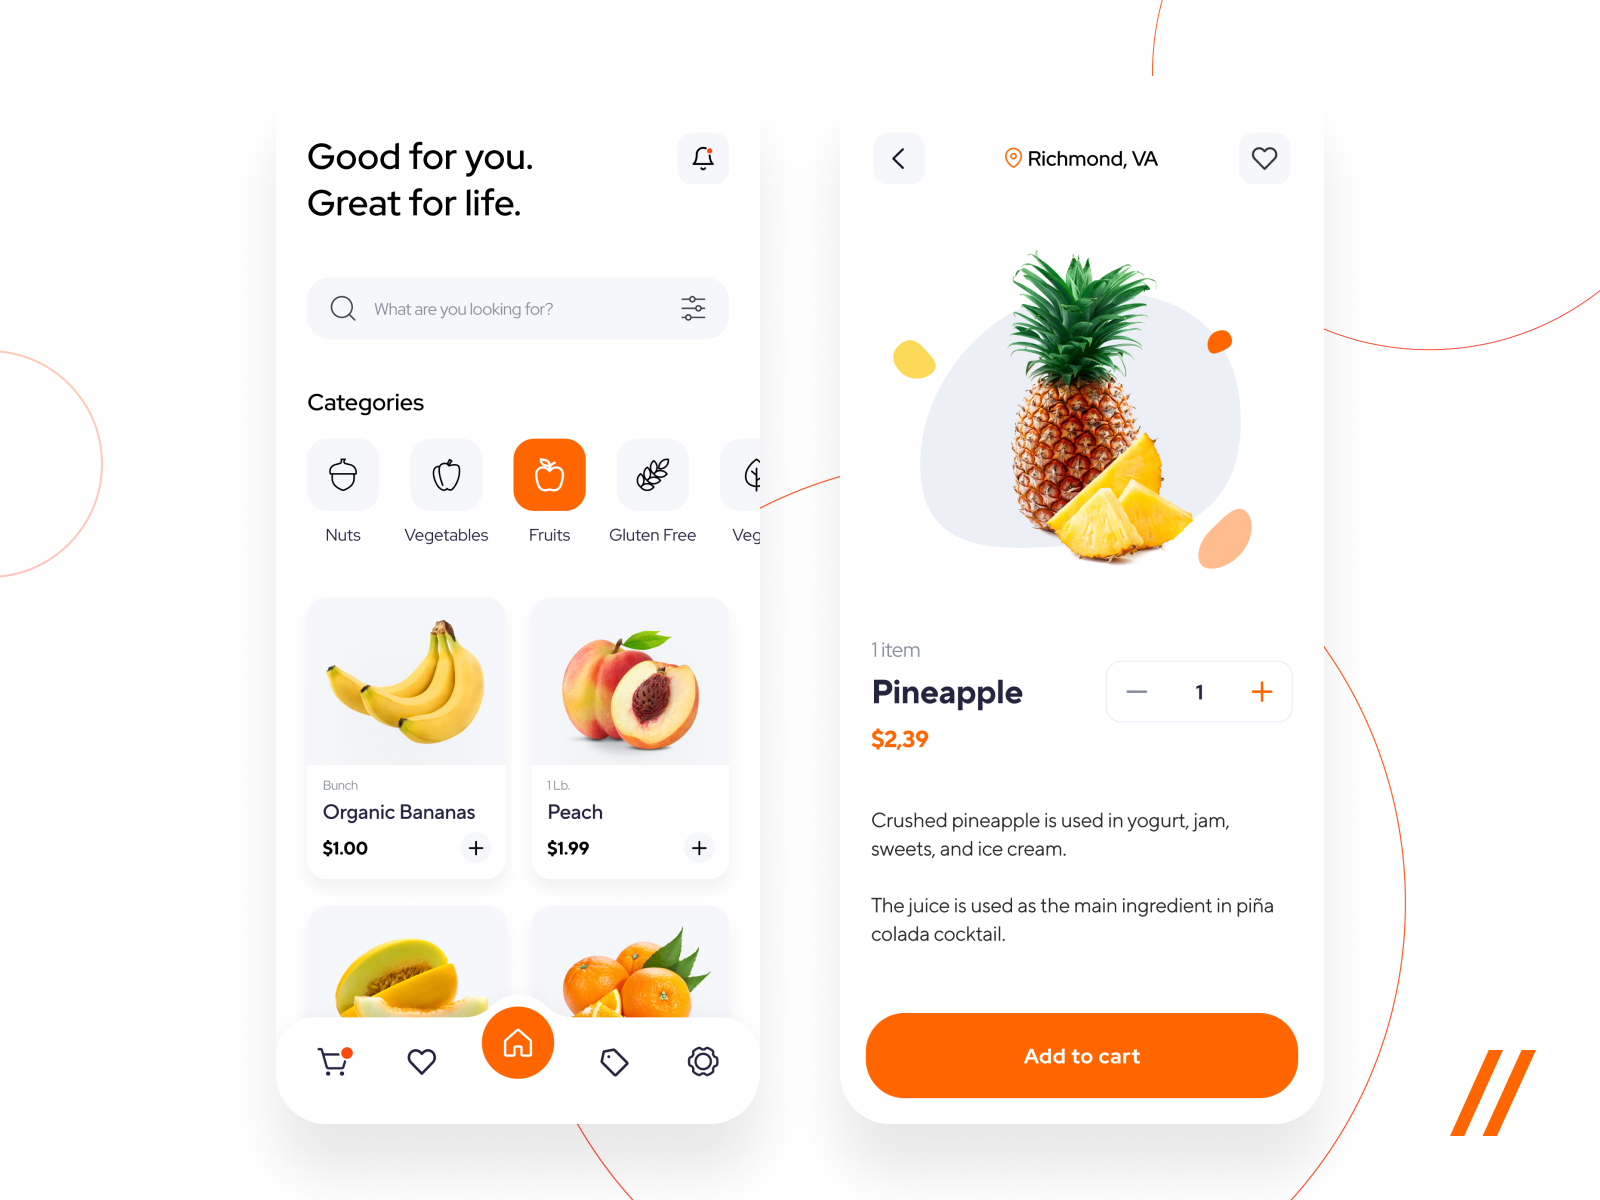 Good for you.
Great for life.
What are you looking for?
Categories
Nuts
Vegetables
Fruits
Gluten Free
Veg
Bunch
Organic Bananas
$1.00
1 Lb.
Peach
$1.99
Richmond, VA
1 item
Pineapple
1
$2,39
Crushed pineapple is used in yogurt, jam,
sweets, and ice cream.
The juice is used as the main ingredient in piña
colada cocktail.
Add to cart